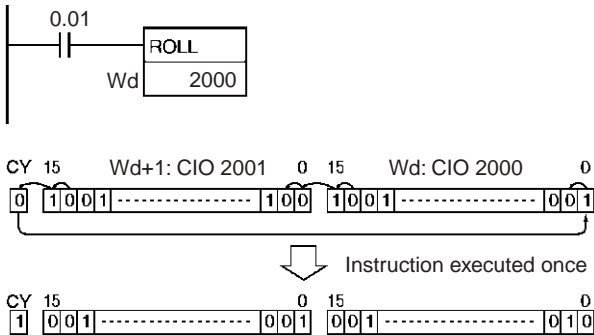 0.01
ROLL
Wd 2000
CY 15 Wd+1: CIO 2001 0 15 Wd: CIO 2000 0
0 1 0 0 1 1 0 0 1 0 0 1 0 0 1
Instruction executed once
CY 15 0 15 0
1 0 0 1 0 0 1 0 0 1 0 1 0